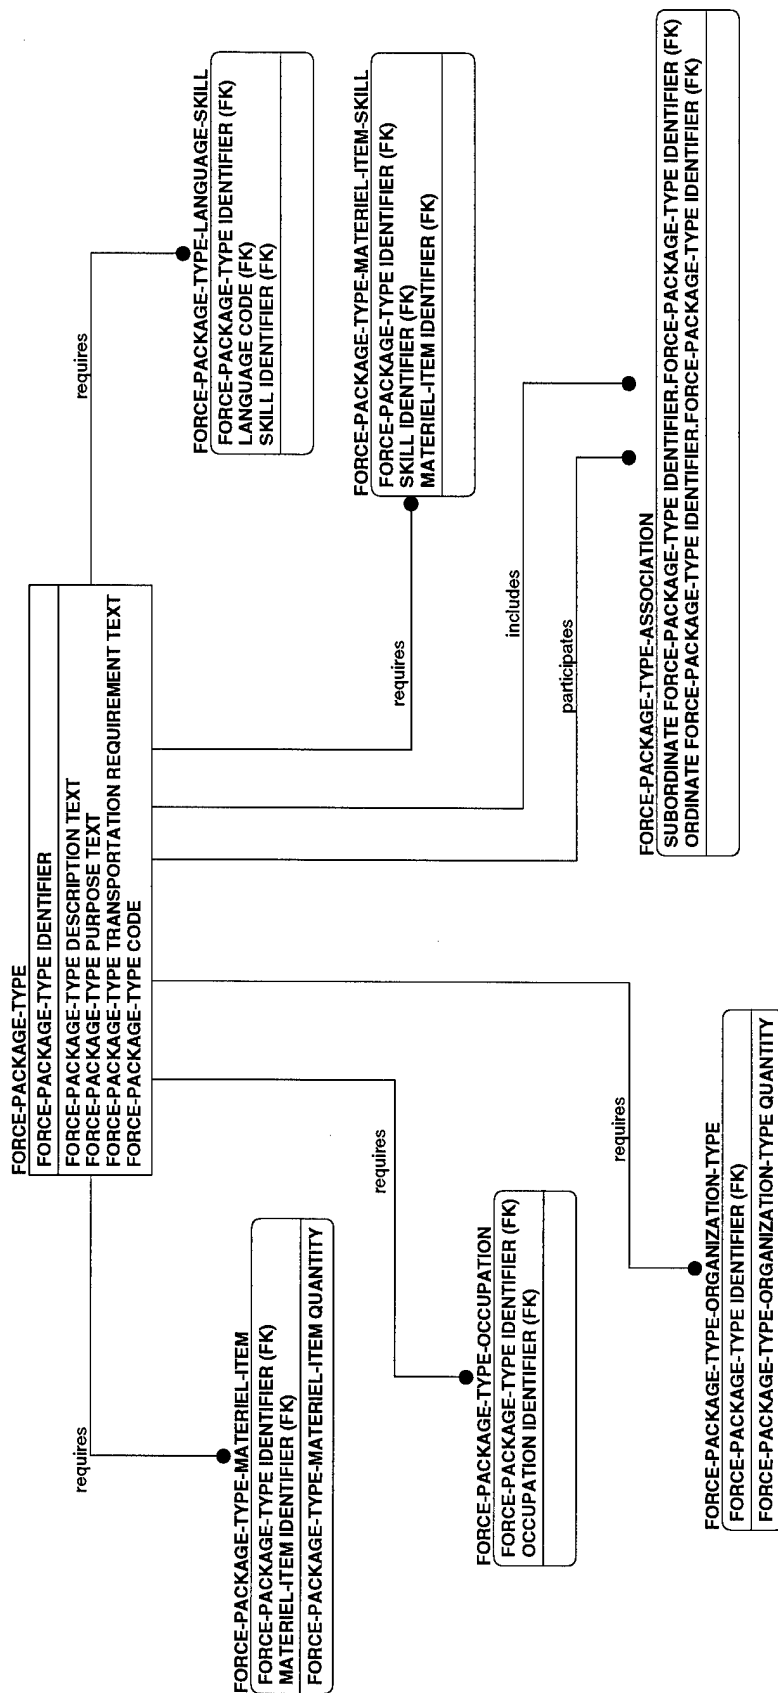 FORCE-PACKAGE-TYPE
FORCE-PACKAGE-TYPE IDENTIFIER
FORCE-PACKAGE-TYPE DESCRIPTION TEXT
FORCE-PACKAGE-TYPE PURPOSE TEXT
FORCE-PACKAGE-TYPE TRANSPORTATION REQUIREMENT TEXT
FORCE-PACKAGE-TYPE CODE
requires
requires
requires
requires
requires
participates
includes
FORCE-PACKAGE-TYPE-MATERIEL-ITEM
FORCE-PACKAGE-TYPE IDENTIFIER (FK)
MATERIEL-ITEM IDENTIFIER (FK)
FORCE-PACKAGE-TYPE-MATERIEL-ITEM QUANTITY
FORCE-PACKAGE-TYPE-LANGUAGE-SKILL
FORCE-PACKAGE-TYPE IDENTIFIER (FK)
LANGUAGE CODE (FK)
SKILL IDENTIFIER (FK)
FORCE-PACKAGE-TYPE-MATERIEL-ITEM-SKILL
FORCE-PACKAGE-TYPE IDENTIFIER (FK)
SKILL IDENTIFIER (FK)
MATERIEL-ITEM IDENTIFIER (FK)
FORCE-PACKAGE-TYPE-OCCUPATION
FORCE-PACKAGE-TYPE IDENTIFIER (FK)
OCCUPATION IDENTIFIER (FK)
FORCE-PACKAGE-TYPE-ASSOCIATION
SUBORDINATE FORCE-PACKAGE-TYPE IDENTIFIER.FORCE-PACKAGE-TYPE IDENTIFIER (FK)
ORDINATE FORCE-PACKAGE-TYPE IDENTIFIER.FORCE-PACKAGE-TYPE IDENTIFIER (FK)
FORCE-PACKAGE-TYPE-ORGANIZATION-TYPE
FORCE-PACKAGE-TYPE IDENTIFIER (FK)
FORCE-PACKAGE-TYPE-ORGANIZATION-TYPE QUANTITY